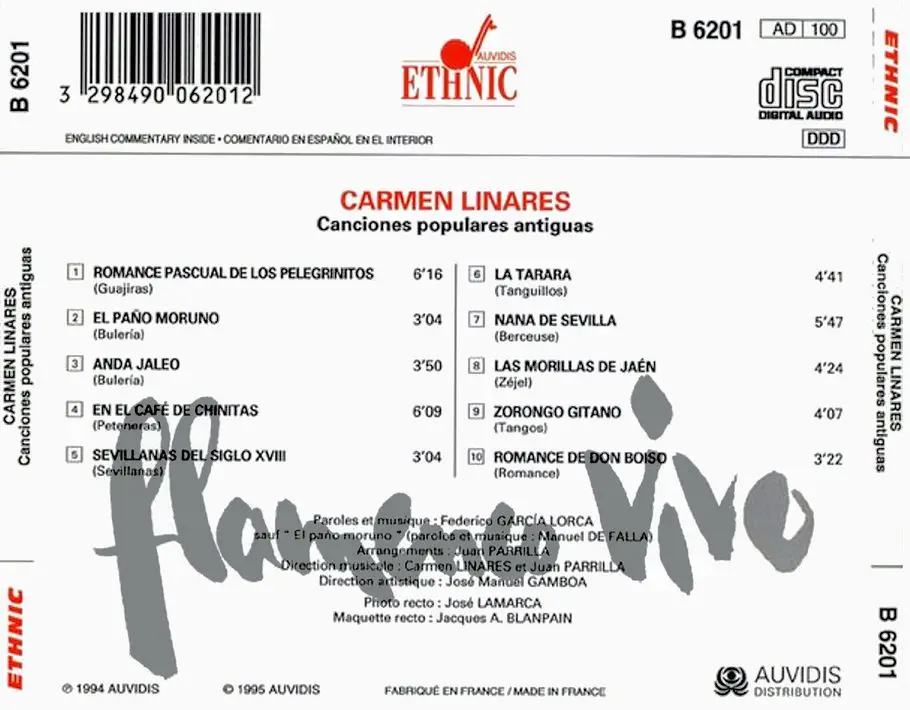 B 6201
3 298490 062012
AUVIDIS
ETHNIC
B 6201
AD 100
COMPACT
disc
DIGITAL AUDIO
DDD
ETHNIC
ENGLISH COMMENTARY INSIDE • COMENTARIO EN ESPAÑOL EN EL INTERIOR
CARMEN LINARES
Canciones populares antiguas
1 ROMANCE PASCUAL DE LOS PELEGRINITOS 6'16
(Guajiras)
2 EL PAÑO MORUNO 3'04
(Bulería)
3 ANDA JALEO 3'50
(Bulería)
4 EN EL CAFÉ DE CHINITAS 6'09
(Peteneras)
5 SEVILLANAS DEL SIGLO XVIII 3'04
(Sevillanas)
6 LA TARARA 4'41
(Tanguillos)
7 NANA DE SEVILLA 5'47
(Berceuse)
8 LAS MORILLAS DE JAÉN 4'24
(Zéjel)
9 ZORONGO GITANO 4'07
(Tangos)
10 ROMANCE DE DON BOISO 3'22
(Romance)
flamenco vivo
Paroles et musique : Federico GARCÍA LORCA
sauf " El paño moruno " (paroles et musique : Manuel DE FALLA)
Arrangements : Juan PARRILLA
Direction musicale : Carmen LINARES et Juan PARRILLA
Direction artistique : José Manuel GAMBOA
Photo recto : José LAMARCA
Maquette recto : Jacques A. BLANPAIN
℗ 1994 AUVIDIS
© 1995 AUVIDIS
FABRIQUÉ EN FRANCE / MADE IN FRANCE
AUVIDIS
DISTRIBUTION
CARMEN LINARES
Canciones populares antiguas
ETHNIC
CARMEN LINARES
Canciones populares antiguas
B 6201